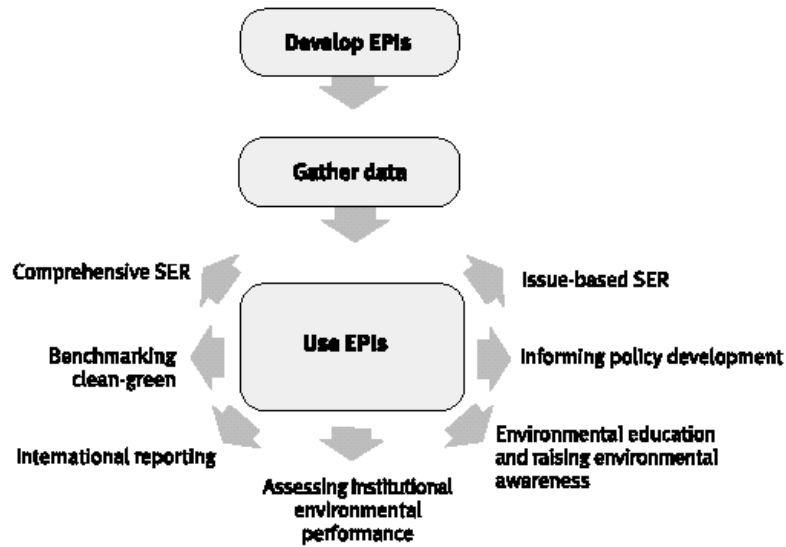 Develop EPIs
Gather data
Comprehensive SER
Issue-based SER
Use EPIs
Benchmarking
clean-green
Informing policy development
International reporting
Environmental education
and raising environmental
awareness
Assessing institutional
environmental
performance